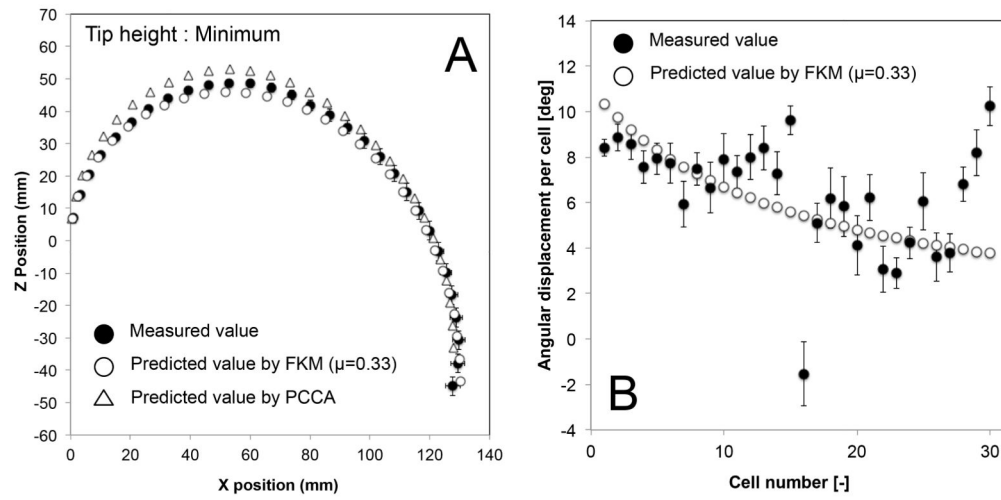 Tip height : Minimum
A
Z Position (mm)
70
60
50
40
30
20
10
0
-10
-20
-30
-40
-50
-60
Measured value
Predicted value by FKM (μ=0.33)
Predicted value by PCCA
0 20 40 60 80 100 120 140
X position (mm)
Angular displacement per cell [deg]
14
12
10
8
6
4
2
0
-2
-4
Measured value
Predicted value by FKM (μ=0.33)
B
0 10 20 30
Cell number [-]